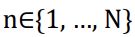 n∈{1, …, N}